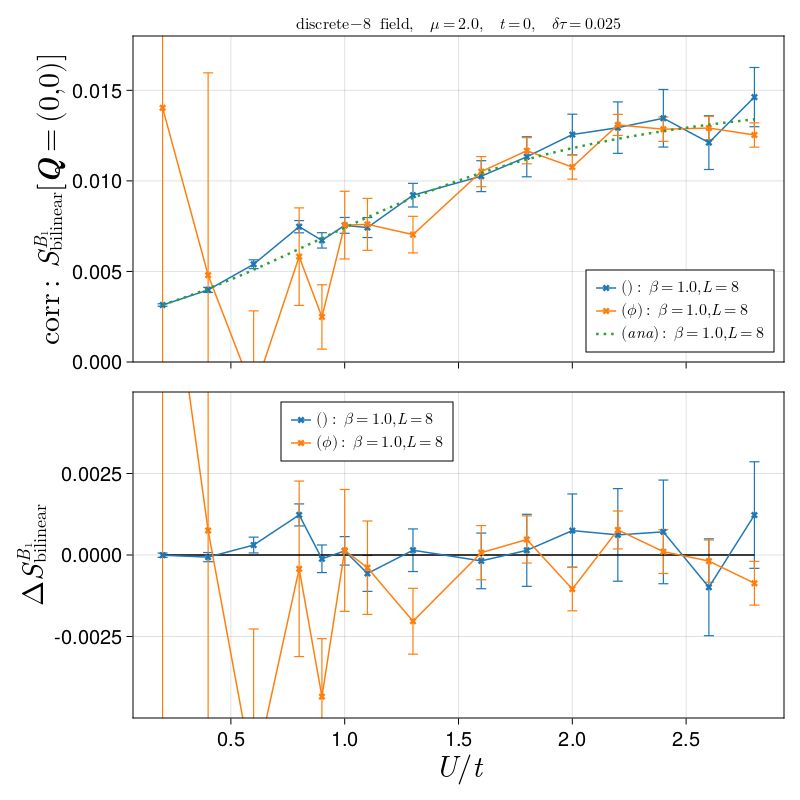 discrete−8 field, μ = 2.0, t = 0, δτ = 0.025
corr: S^{B_1}_{bilinear}[Q = (0,0)]
0.015
0.010
0.005
0.000
(): β = 1.0, L = 8
(ϕ): β = 1.0, L = 8
(ana): β = 1.0, L = 8
ΔS^{B_1}_{bilinear}
(): β = 1.0, L = 8
(ϕ): β = 1.0, L = 8
0.0025
0.0000
-0.0025
0.5 1.0 1.5 2.0 2.5
U/t